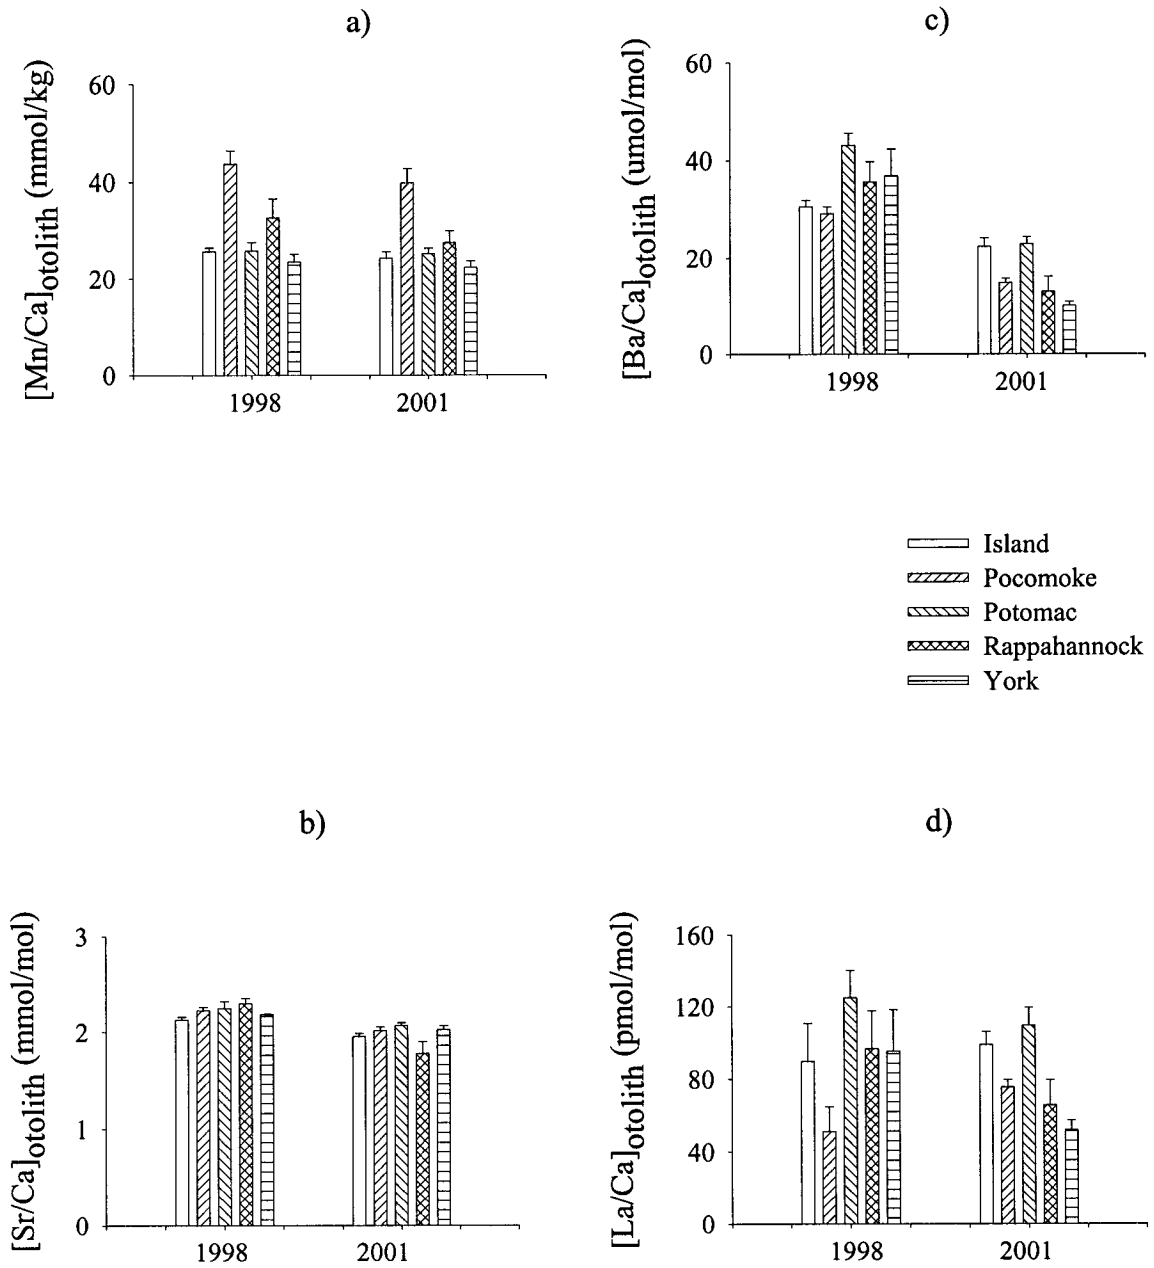 a)
[Mn/Ca]otolith (mmol/kg)
60
40
20
0
1998
2001
c)
[Ba/Ca]otolith (umol/mol)
60
40
20
0
1998
2001
Island
Pocomoke
Potomac
Rappahannock
York
b)
[Sr/Ca]otolith (mmol/mol)
3
2
1
0
1998
2001
d)
[La/Ca]otolith (pmol/mol)
160
120
80
40
0
1998
2001